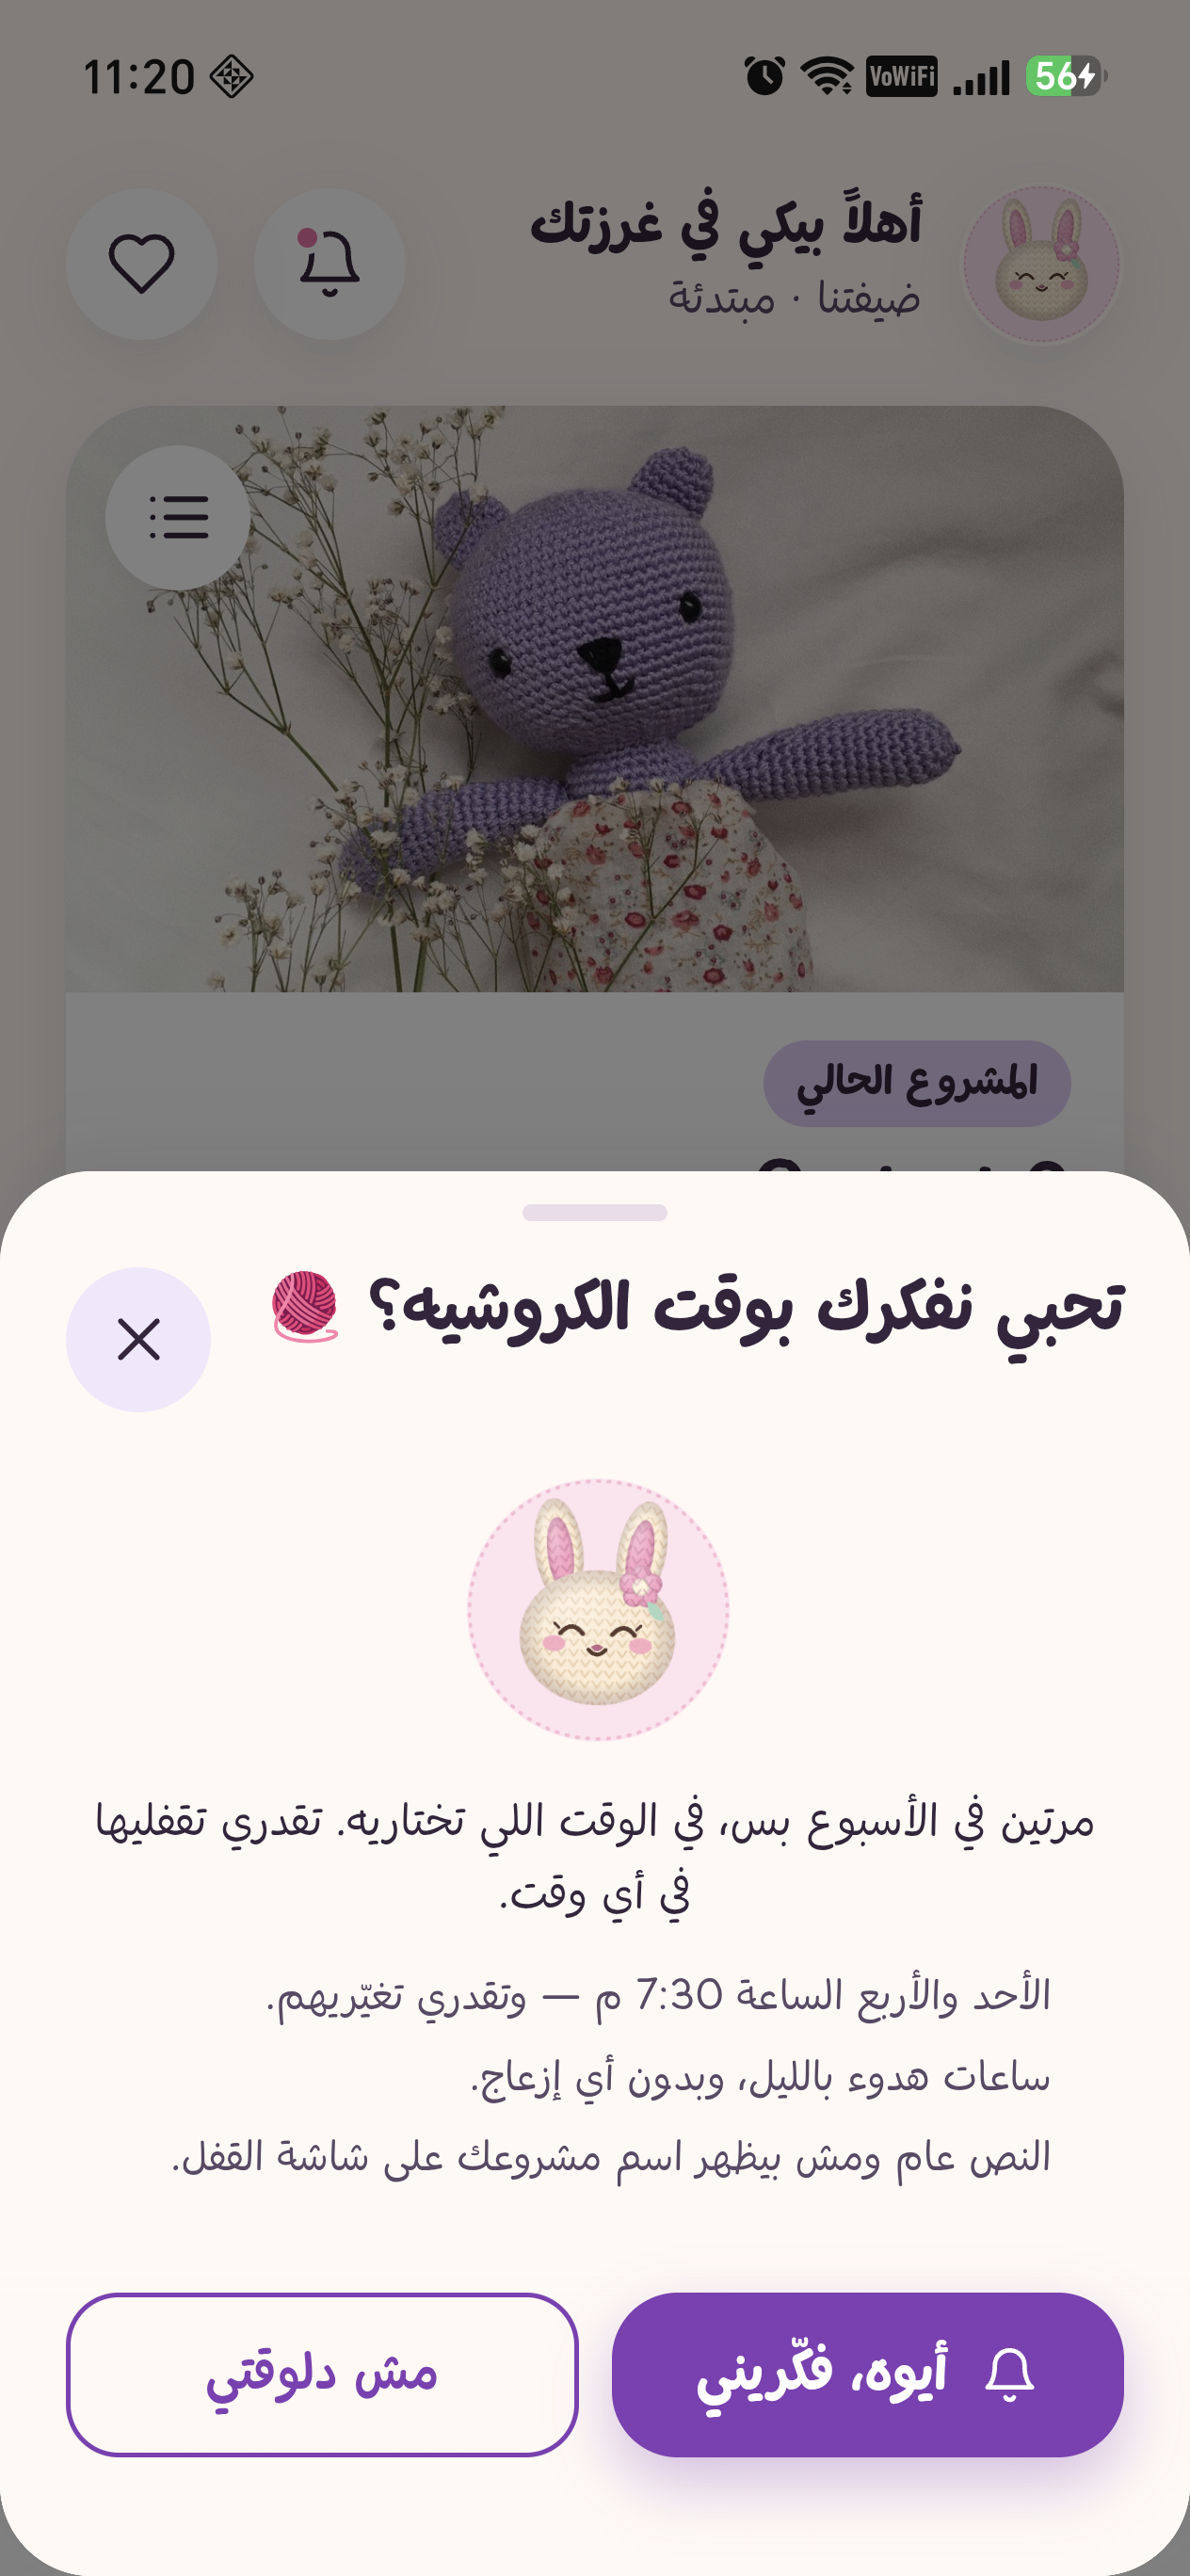 11:20
VoWiFi
56
أهلاً بيكي في غرزتك
ضيفتنا · مبتدئة
المشروع الحالي
تحبي نفكرك بوقت الكروشيه؟ 🧶
مرتين في الأسبوع بس، في الوقت اللي تختاريه. تقدري تقفليها
في أي وقت.
الأحد والأربع الساعة 7:30 م — وتقدري تغيّريهم.
ساعات هدوء بالليل، وبدون أي إزعاج.
النص عام ومش بيظهر اسم مشروعك على شاشة القفل.
أيوه، فكّريني
مش دلوقتي